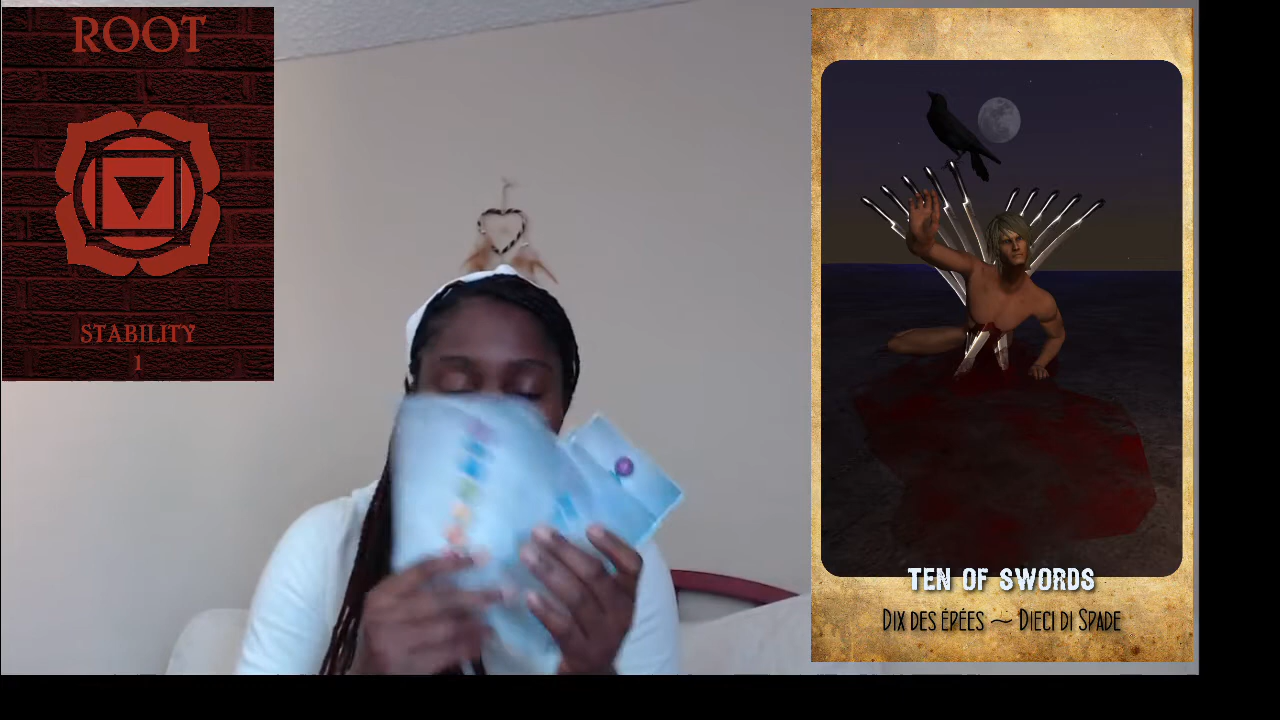 ROOT
STABILITY
1
TEN OF SWORDS
DIX DES ÉPÉES ~ DIECI DI SPADE